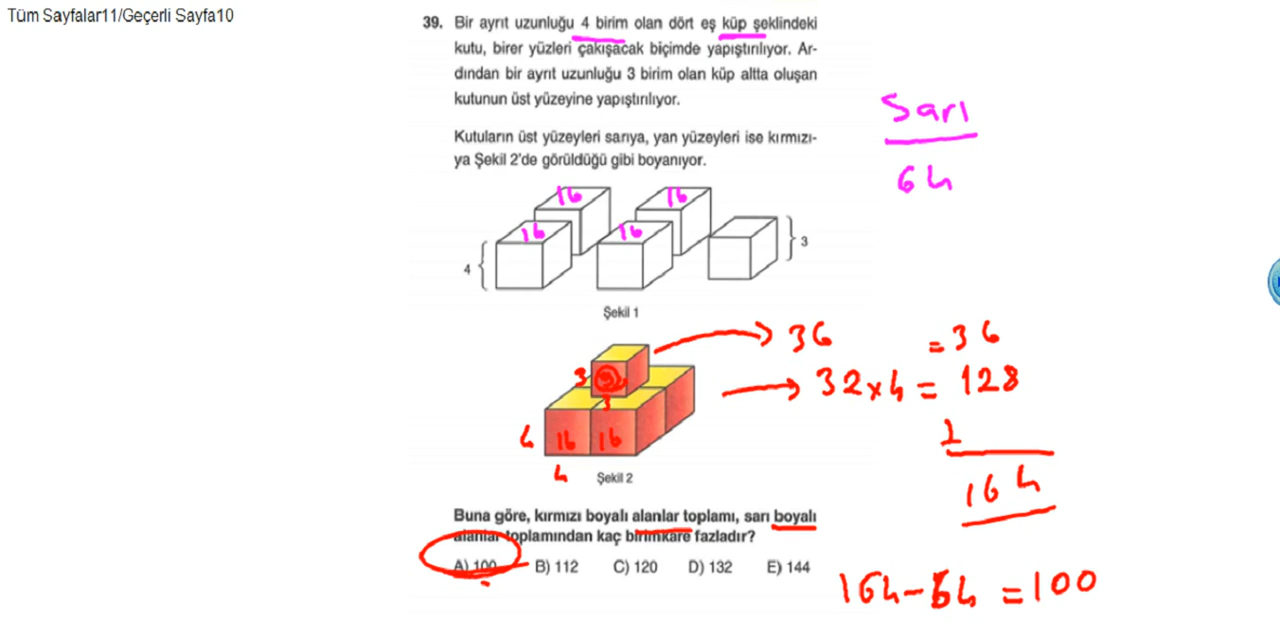 Tüm Sayfalar11/Geçerli Sayfa10
39. Bir ayrıt uzunluğu 4 birim olan dört eş küp şeklindeki
kutu, birer yüzleri çakışacak biçimde yapıştırılıyor. Ar-
dından bir ayrıt uzunluğu 3 birim olan küp altta oluşan
kutunun üst yüzeyine yapıştırılıyor.
Kutuların üst yüzeyleri sarıya, yan yüzeyleri ise kırmızı-
ya Şekil 2'de görüldüğü gibi boyanıyor.
Sarı
64
16 16
16 16
4
3
Şekil 1
36 = 36
32x4 = 128
164
3
3
4 16 16
4
Şekil 2
Buna göre, kırmızı boyalı alanlar toplamı, sarı boyalı
alanlar toplamından kaç birimkare fazladır?
A) 100 B) 112 C) 120 D) 132 E) 144
164-64=100